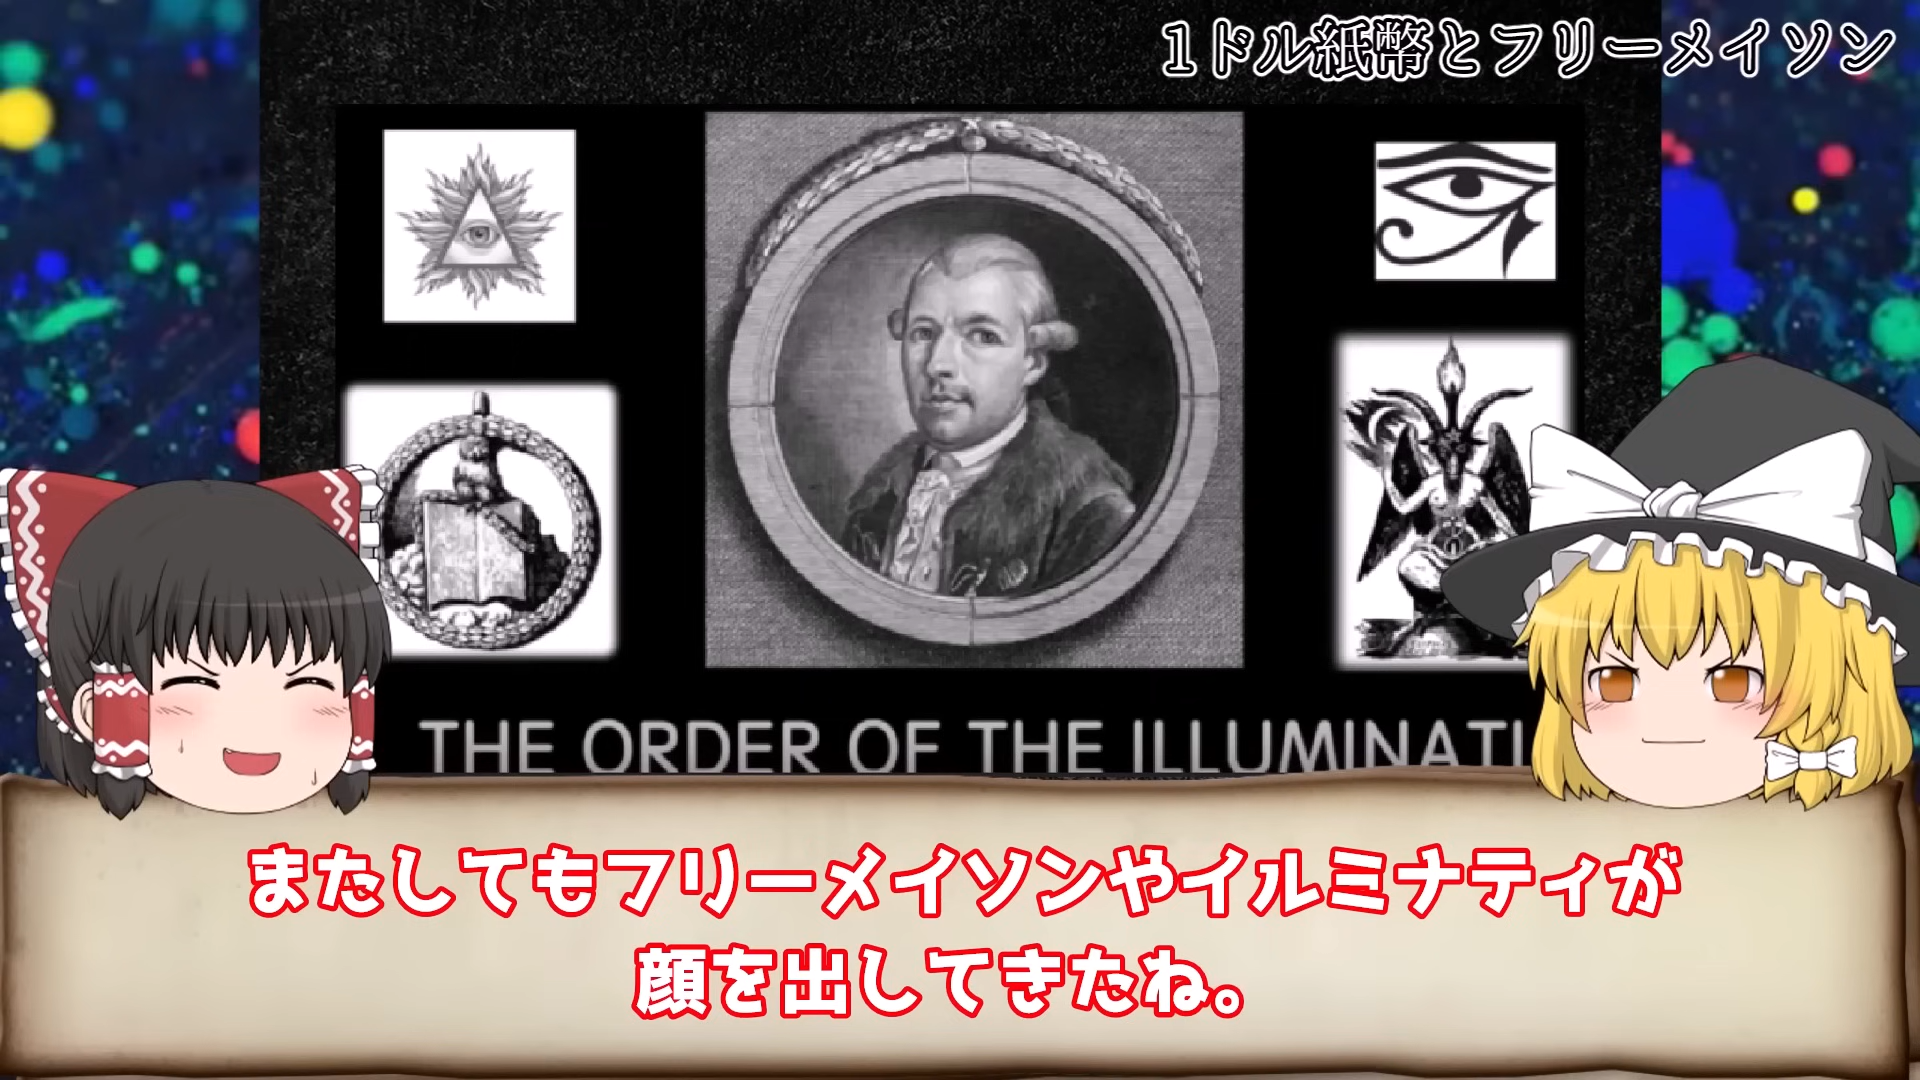 1ドル紙幣とフリーメイソン
THE ORDER OF THE ILLUMINATI
またしてもフリーメイソンやイルミナティが
顔を出してきたね。